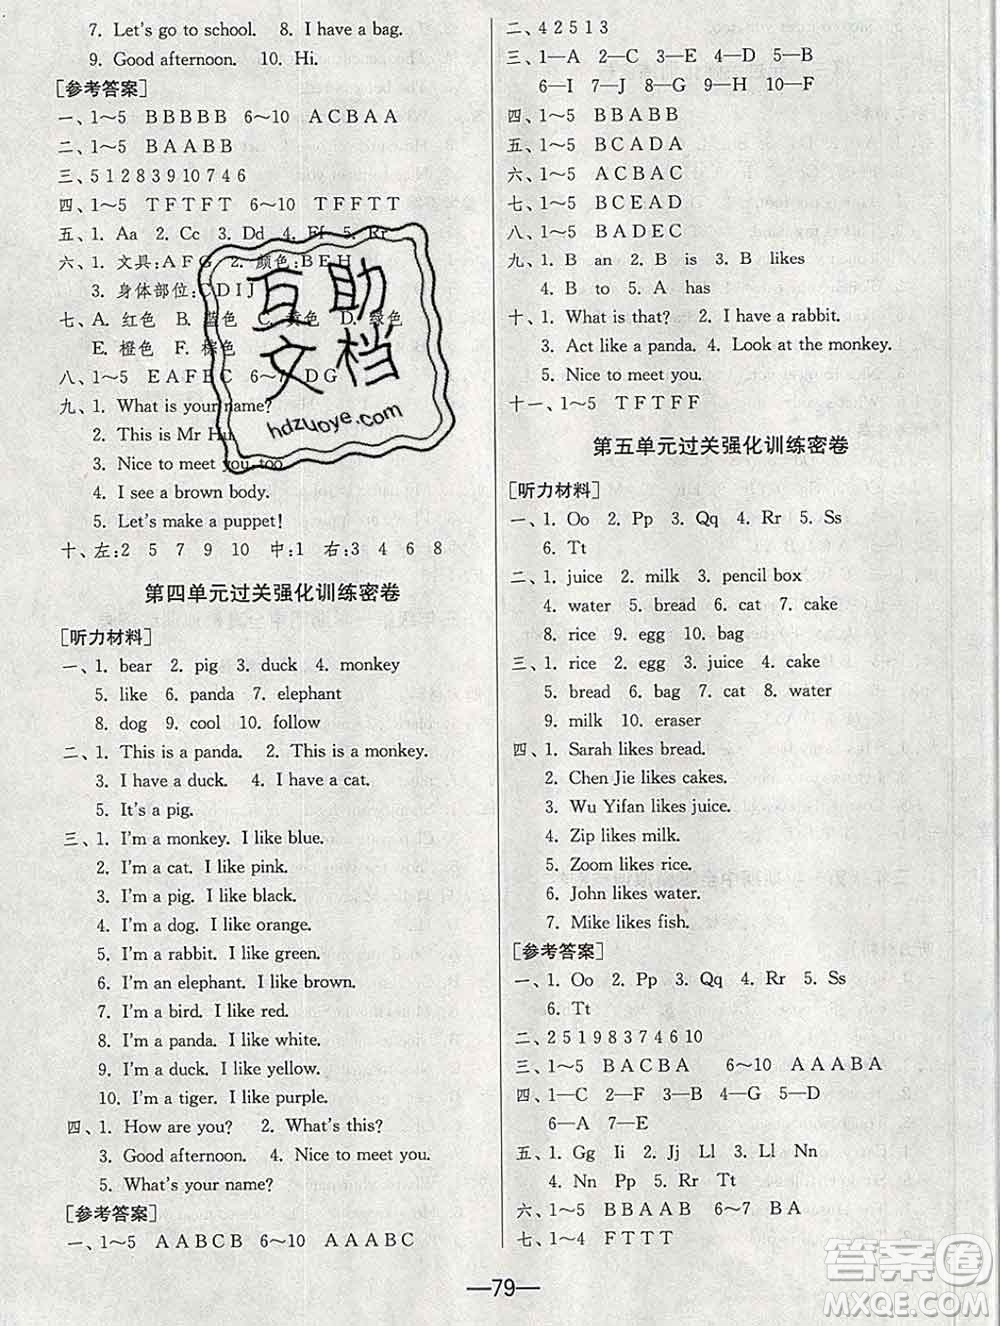 7. Let's go to school.  8. I have a bag.
9. Good afternoon.  10. Hi.
[参考答案]
一、1～5  B B B B B  6～10  A C B A A
二、1～5  B A A B B
三、5 1 2 8 3 9 10 7 4 6
四、1～5  T F T F T  6～10  T F F T T
五、1. Aa  2. Cc  3. Dd  4. Ff  5. Rr
六、1. 文具:A F G  2. 颜色:B E H
3. 身体部位:C D I J
七、A. 红色  B. 蓝色  C. 黄色  D. 绿色
E. 橙色  F. 棕色
八、1～5  E A F E C  6～7  D G
九、1. What is your name?
2. This is Mr Hu
3. Nice to meet you, too
4. I see a brown body.
5. Let's make a puppet!
十、左:2  5  7  9  10  中:1  右:3  4  6  8
第四单元过关强化训练密卷
[听力材料]
一、1. bear  2. pig  3. duck  4. monkey
5. like  6. panda  7. elephant
8. dog  9. cool  10. follow
二、1. This is a panda.  2. This is a monkey.
3. I have a duck.  4. I have a cat.
5. It's a pig.
三、1. I'm a monkey. I like blue.
2. I'm a cat. I like pink.
3. I'm a pig. I like black.
4. I'm a dog. I like orange.
5. I'm a rabbit. I like green.
6. I'm an elephant. I like brown.
7. I'm a bird. I like red.
8. I'm a panda. I like white.
9. I'm a duck. I like yellow.
10. I'm a tiger. I like purple.
四、1. How are you?  2. What's this?
3. Good afternoon.  4. Nice to meet you.
5. What's your name?
[参考答案]
一、1～5  A A B C B  6～10  A A B A C
二、4 2 5 1 3
三、1—A  2—C  3—E  4—D  5—B
6—I  7—J  8—G  9—H  10—F
四、1～5  B B A B B
五、1～5  B C A D A
六、1～5  A C B A C
七、1～5  B C E A D
八、1～5  B A D E C
九、1. B  an  2. B  is  3. B  likes
4. B  to  5. A  has
十、1. What is that?  2. I have a rabbit.
3. Act like a panda.  4. Look at the monkey.
5. Nice to meet you.
十一、1～5  T F T F F
第五单元过关强化训练密卷
[听力材料]
一、1. Oo  2. Pp  3. Qq  4. Rr  5. Ss
6. Tt
二、1. juice  2. milk  3. pencil box
4. water  5. bread  6. cat  7. cake
8. rice  9. egg  10. bag
三、1. rice  2. egg  3. juice  4. cake
5. bread  6. bag  7. cat  8. water
9. milk  10. eraser
四、1. Sarah likes bread.
2. Chen Jie likes cakes.
3. Wu Yifan likes juice.
4. Zip likes milk.
5. Zoom likes rice.
6. John likes water.
7. Mike likes fish.
[参考答案]
一、1. Oo  2. Pp  3. Qq  4. Rr  5. Ss
6. Tt
二、2 5 1 9 8 3 7 4 6 10
三、1～5  B A C B A  6～10  A A A B A
四、1—C  2—F  3—B  4—G  5—D
6—A  7—E
五、1. Gg  Ii  2. Jj  Ll  3. Ll  Nn
4. Nn  Pp  5. Rr  Tt
六、1～5  B B A A B  6～7  B A
七、1～4  F T T T
—79—
互助
文档
hdzuoye.com
答案圈
MXQE.COM